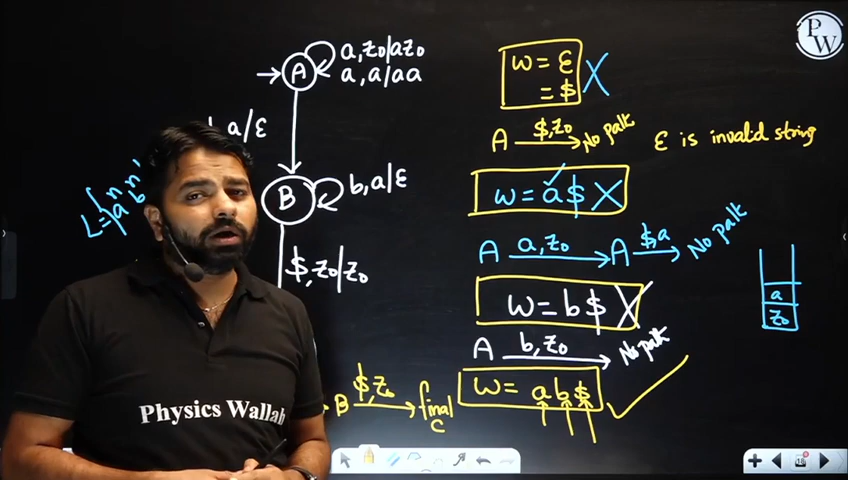 a, z₀/az₀
a, a/aa
A
a/ε
B
b, a/ε
$, z₀/z₀
B $, z₀ final
C
w = ε
= $ X
A $, z₀ No path
ε is invalid string
w = a$ X
A a, z₀ A $, a No path
w = b$ X
A b, z₀ No path
w = ab$
a
z₀
PW
Physics Wallah